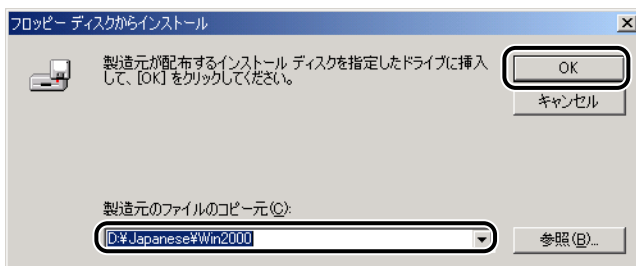 フロッピー ディスクからインストール
製造元が配布するインストール ディスクを指定したドライブに挿入
して、[OK] をクリックしてください。
OK
キャンセル
製造元のファイルのコピー元(C):
D:¥Japanese¥Win2000
参照(B)...